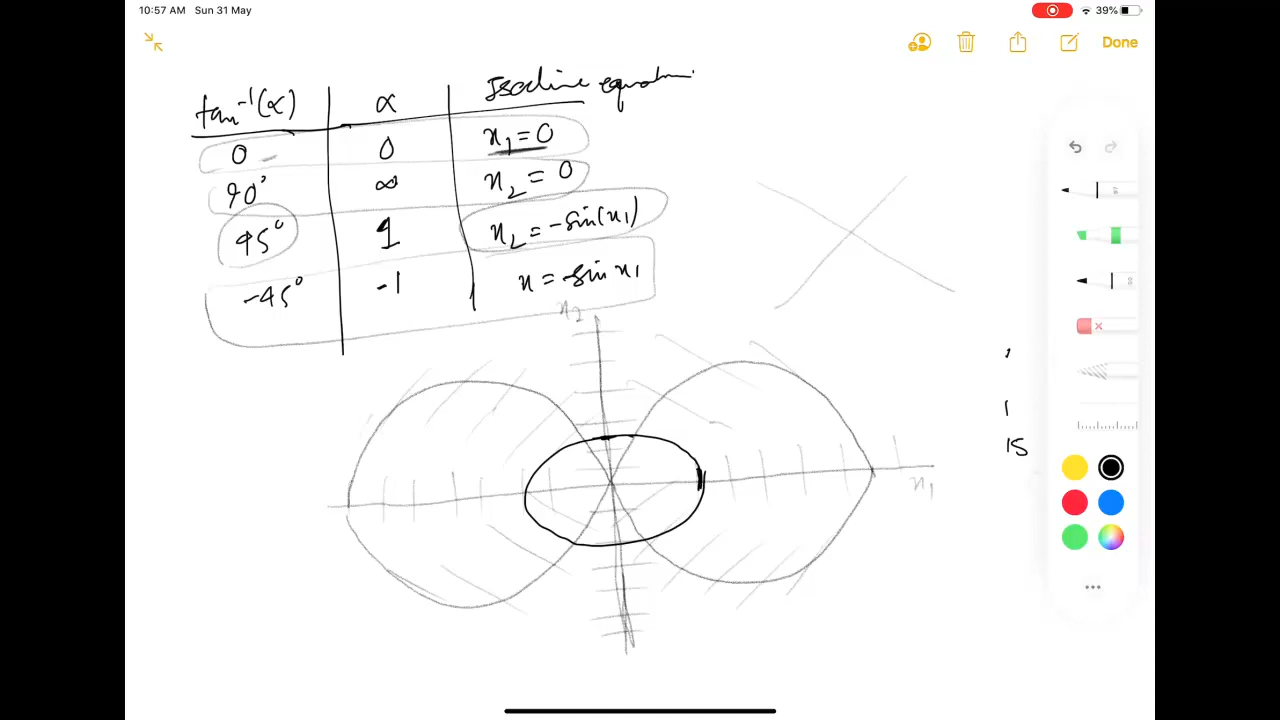 10:57 AM Sun 31 May
39%
Done
tan⁻¹(α) α Isocline equation
0 0 x₁ = 0
90° ∞ x₂ = 0
45° 1 x₂ = -sin(x₁)
-45° -1 x = -sin x₁
x₂
x₁
1
15